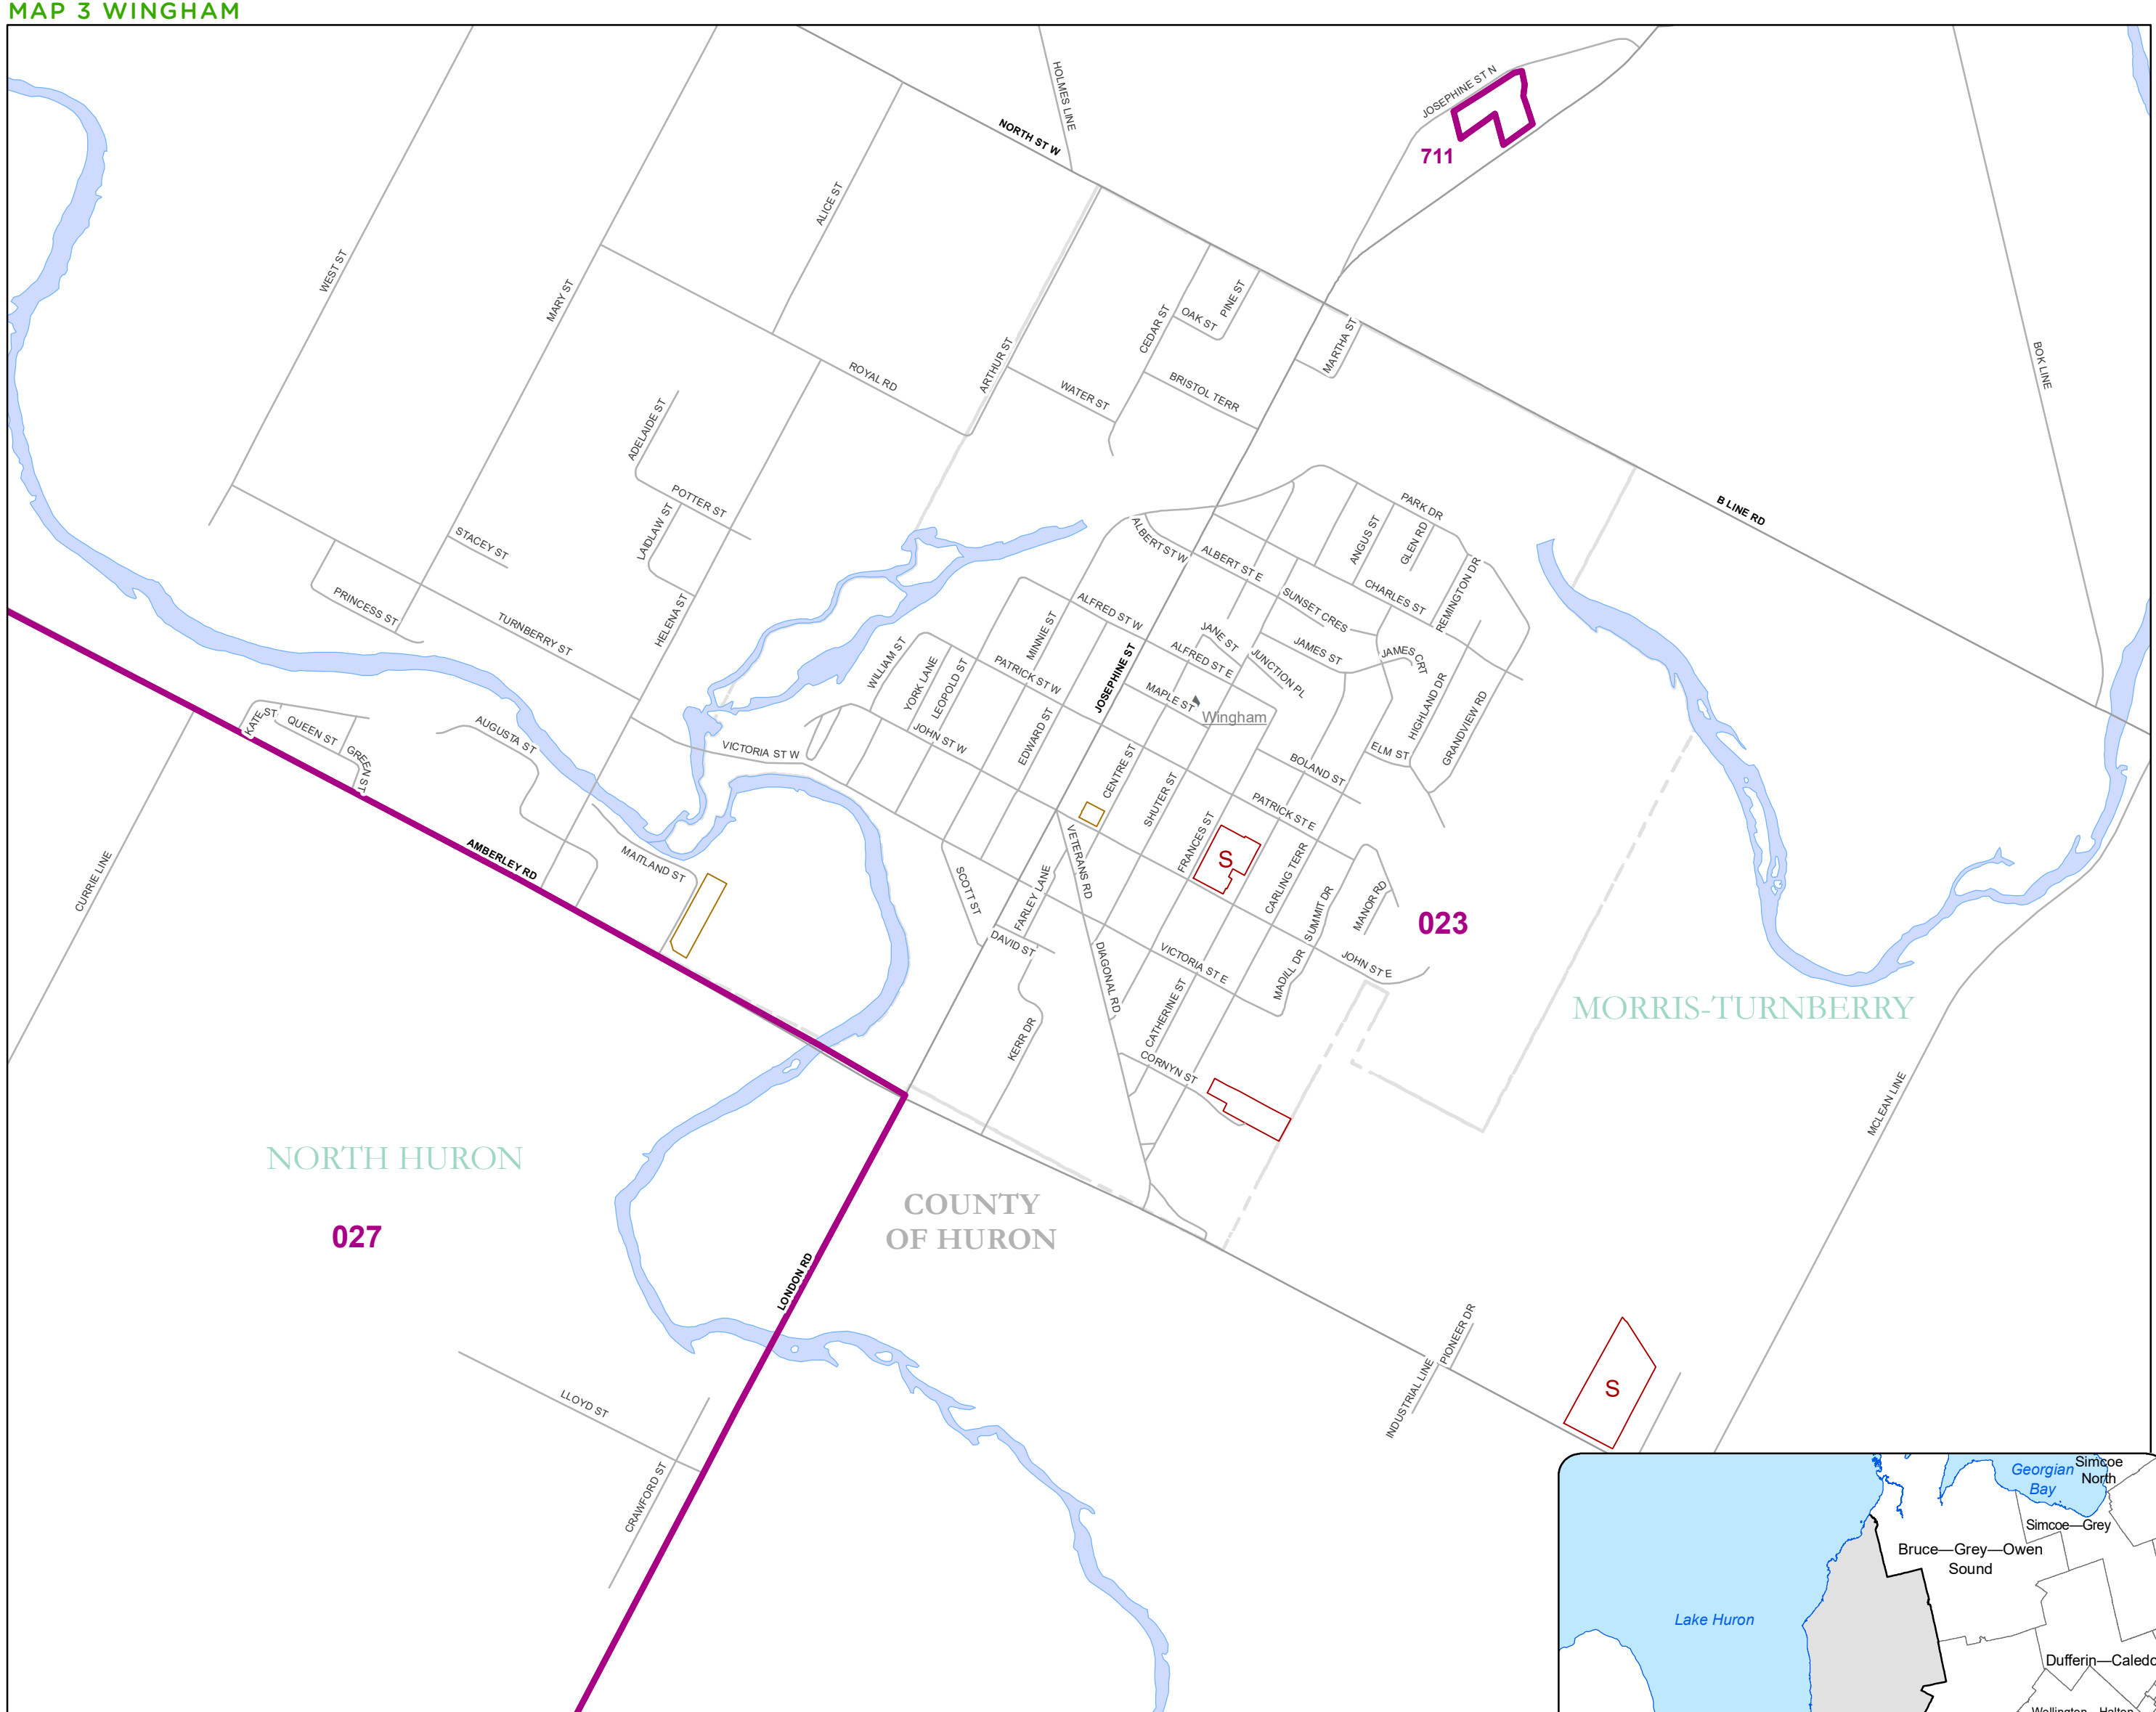 MAP 3 WINGHAM
HOLMES LINE
JOSEPHINE ST N
NORTH ST W
711
ALICE ST
WEST ST
MARY ST
PINE ST
OAK ST
CEDAR ST
MARTHA ST
ARTHUR ST
BOK LINE
ROYAL RD
WATER ST
BRISTOL TERR
ADELAIDE ST
POTTER ST
PARK DR
B LINE RD
LAIDLAW ST
STACEY ST
ALBERT ST W
ALBERT ST E
ANGUS ST
GLEN RD
CHARLES ST
REMINGTON DR
SUNSET CRES
PRINCESS ST
TURNBERRY ST
HELENA ST
ALFRED ST W
MINNIE ST
JANE ST
JAMES ST
JAMES CRT
ALFRED ST E
JUNCTION PL
WILLIAM ST
YORK LANE
LEOPOLD ST
PATRICK ST W
JOSEPHINE ST
MAPLE ST
Wingham
HIGHLAND DR
GRANDVIEW RD
KATE ST
QUEEN ST
GREEN ST
AUGUSTA ST
VICTORIA ST W
JOHN ST W
EDWARD ST
CENTRE ST
SHUTER ST
BOLAND ST
ELM ST
PATRICK ST E
FRANCES ST
S
AMBERLEY RD
MAITLAND ST
CURRIE LINE
SCOTT ST
FARLEY LANE
VETERANS RD
CARLING TERR
SUMMIT DR
MANOR RD
023
DAVID ST
DIAGONAL RD
VICTORIA ST E
MADILL DR
JOHN ST E
MORRIS-TURNBERRY
KERR DR
CATHERINE ST
CORNYN ST
MCLEAN LINE
NORTH HURON
COUNTY
OF HURON
027
LONDON RD
PIONEER DR
INDUSTRIAL LINE
S
LLOYD ST
CRAWFORD ST
Georgian
Bay
Simcoe
North
Simcoe—Grey
Bruce—Grey—Owen
Sound
Lake Huron
Dufferin—Caledo